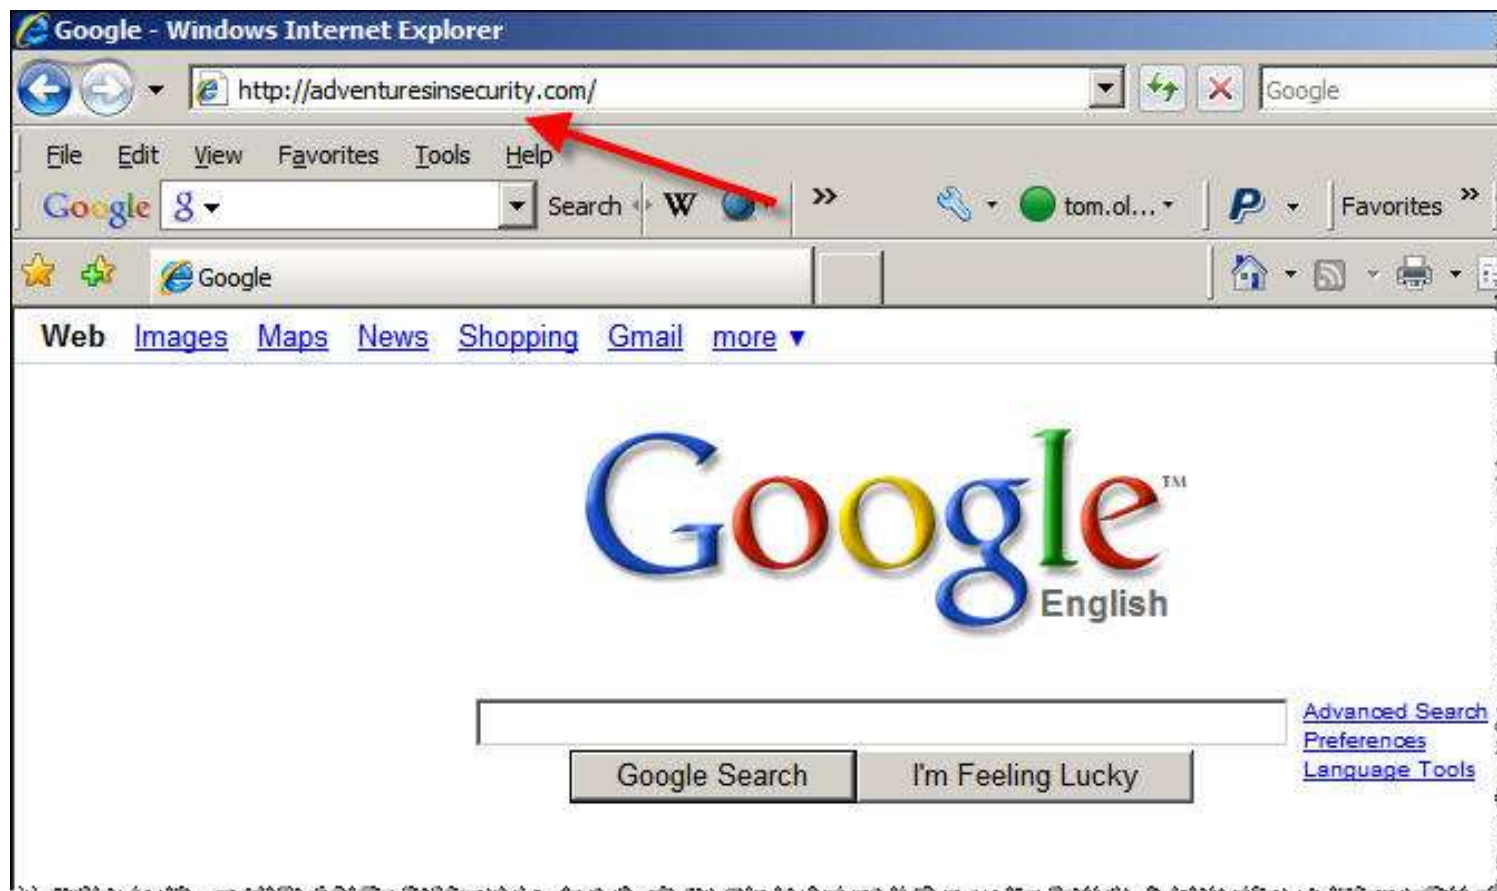 Google - Windows Internet Explorer
http://adventuresinsecurity.com/
Google
File Edit View Favorites Tools Help
Google g Search W » tom.ol... P Favorites »
Google
Web Images Maps News Shopping Gmail more ▼
Google™
English
Advanced Search
Preferences
Language Tools
Google Search I'm Feeling Lucky